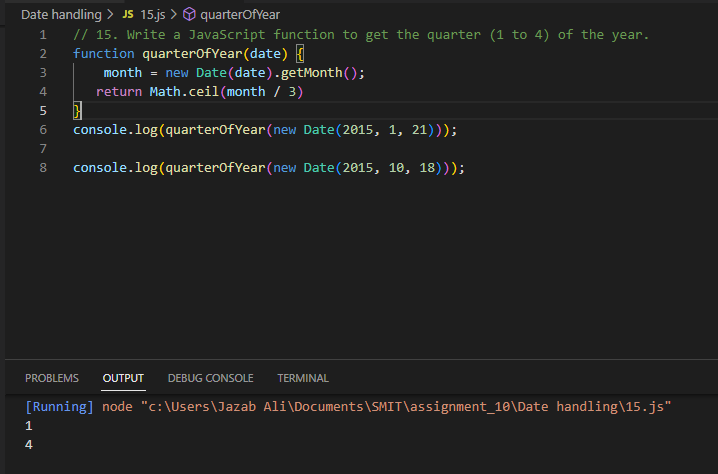 Date handling > JS 15.js > quarterOfYear
1 // 15. Write a JavaScript function to get the quarter (1 to 4) of the year.
2 function quarterOfYear(date) {
3 month = new Date(date).getMonth();
4 return Math.ceil(month / 3)
5 }
6 console.log(quarterOfYear(new Date(2015, 1, 21)));
7
8 console.log(quarterOfYear(new Date(2015, 10, 18)));
PROBLEMS OUTPUT DEBUG CONSOLE TERMINAL
[Running] node "c:\Users\Jazab Ali\Documents\SMIT\assignment_10\Date handling\15.js"
1
4